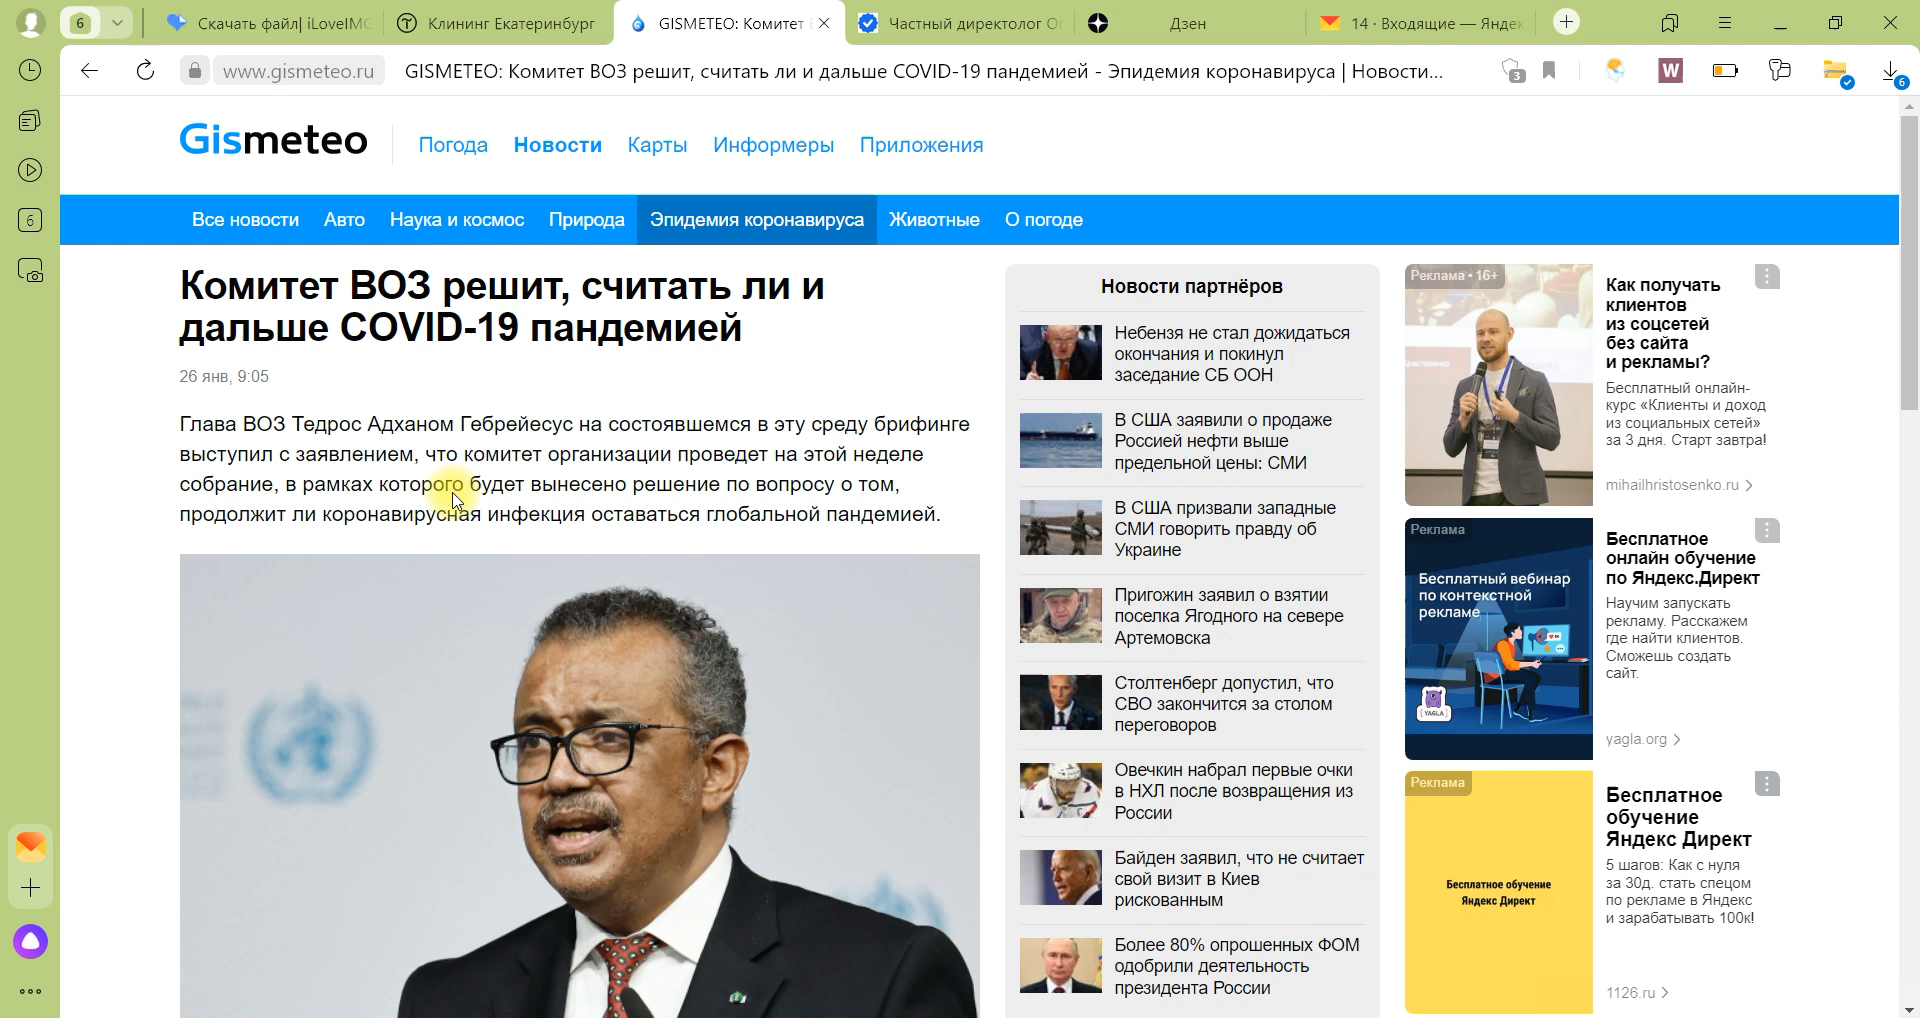 6
Скачать файл| iLoveIMG
Клининг Екатеринбург
GISMETEO: Комитет
Частный директолог
Дзен
14 · Входящие — Яндек
www.gismeteo.ru
GISMETEO: Комитет ВОЗ решит, считать ли и дальше COVID-19 пандемией - Эпидемия коронавируса | Новости...
3
W
6
6
Gismeteo
Погода
Новости
Карты
Информеры
Приложения
Все новости
Авто
Наука и космос
Природа
Эпидемия коронавируса
Животные
О погоде
Комитет ВОЗ решит, считать ли и
дальше COVID-19 пандемией
26 янв, 9:05
Глава ВОЗ Тедрос Адханом Гебрейесус на состоявшемся в эту среду брифинге
выступил с заявлением, что комитет организации проведет на этой неделе
собрание, в рамках которого будет вынесено решение по вопросу о том,
продолжит ли коронавирусная инфекция оставаться глобальной пандемией.
Новости партнёров
Небензя не стал дожидаться
окончания и покинул
заседание СБ ООН
В США заявили о продаже
Россией нефти выше
предельной цены: СМИ
В США призвали западные
СМИ говорить правду об
Украине
Пригожин заявил о взятии
поселка Ягодного на севере
Артемовска
Столтенберг допустил, что
СВО закончится за столом
переговоров
Овечкин набрал первые очки
в НХЛ после возвращения из
России
Байден заявил, что не считает
свой визит в Киев
рискованным
Более 80% опрошенных ФОМ
одобрили деятельность
президента России
Реклама • 16+
Как получать
клиентов
из соцсетей
без сайта
и рекламы?
Бесплатный онлайн-
курс «Клиенты и доход
из социальных сетей»
за 3 дня. Старт завтра!
mihailhristosenko.ru
Реклама
Бесплатный вебинар
по контекстной
рекламе
YAGLA
Бесплатное
онлайн обучение
по Яндекс.Директ
Научим запускать
рекламу. Расскажем
где найти клиентов.
Сможешь создать
сайт.
yagla.org
Реклама
Бесплатное обучение
Яндекс Директ
Бесплатное
обучение
Яндекс Директ
5 шагов: Как с нуля
за 30д. стать спецом
по рекламе в Яндекс
и зарабатывать 100к!
1126.ru